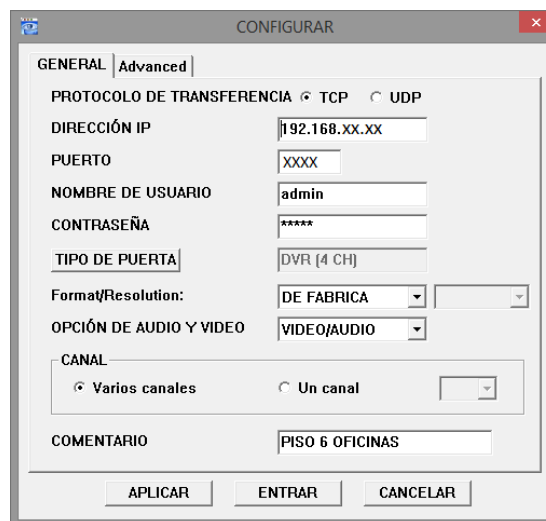 CONFIGURAR
GENERAL Advanced
PROTOCOLO DE TRANSFERENCIA TCP UDP
DIRECCIÓN IP 192.168.XX.XX
PUERTO XXXX
NOMBRE DE USUARIO admin
CONTRASEÑA *****
TIPO DE PUERTA DVR (4 CH)
Format/Resolution: DE FABRICA
OPCIÓN DE AUDIO Y VIDEO VIDEO/AUDIO
CANAL
Varios canales Un canal
COMENTARIO PISO 6 OFICINAS
APLICAR ENTRAR CANCELAR